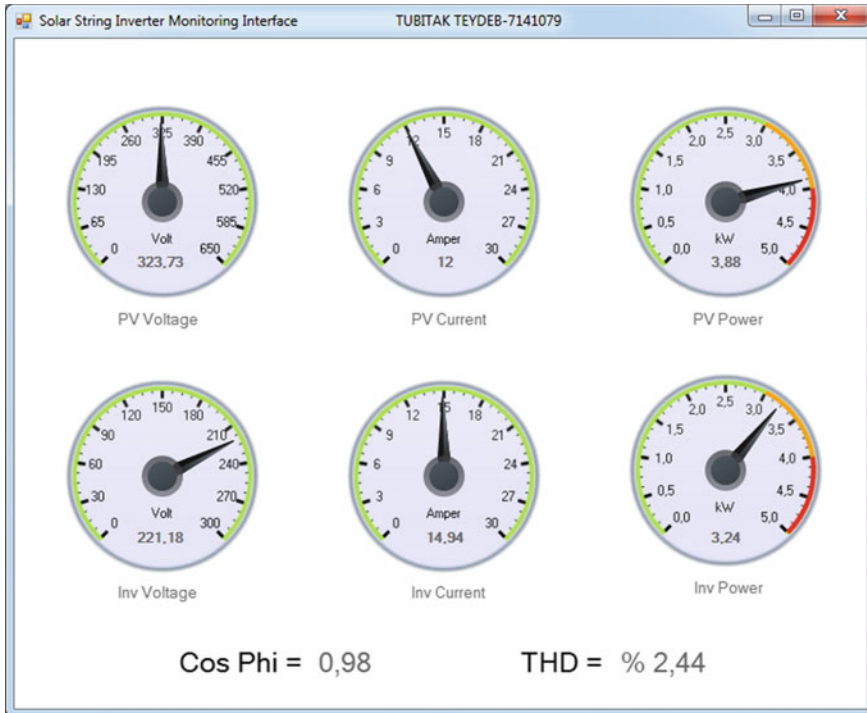 Solar String Inverter Monitoring Interface TUBITAK TEYDEB-7141079
0 65 130 195 260 325 390 455 520 585 650
Volt
323,73
PV Voltage
0 3 6 9 12 15 18 21 24 27 30
Amper
12
PV Current
0,0 0,5 1,0 1,5 2,0 2,5 3,0 3,5 4,0 4,5 5,0
kW
3,88
PV Power
0 30 60 90 120 150 180 210 240 270 300
Volt
221,18
Inv Voltage
0 3 6 9 12 15 18 21 24 27 30
Amper
14,94
Inv Current
0,0 0,5 1,0 1,5 2,0 2,5 3,0 3,5 4,0 4,5 5,0
kW
3,24
Inv Power
Cos Phi = 0,98 THD = % 2,44